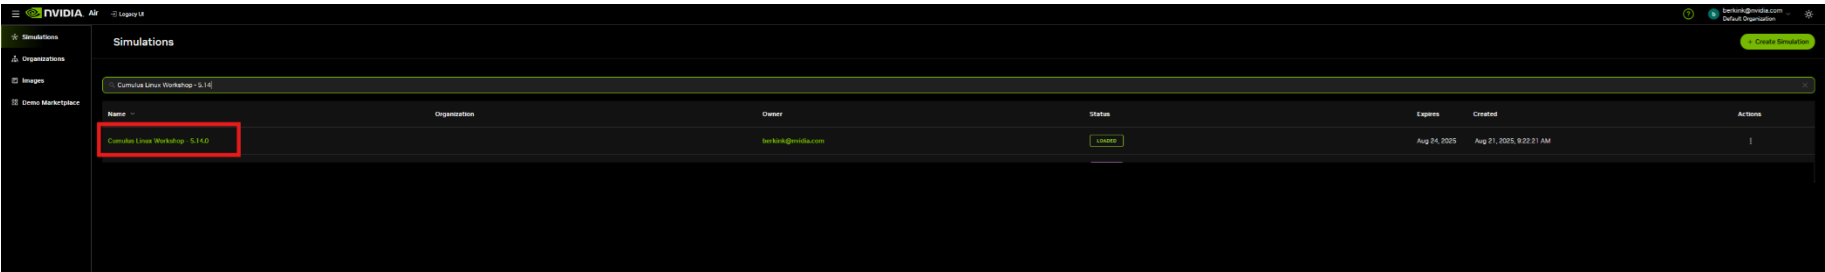 NVIDIA. Air Legacy UI
? b berkink@nvidia.com
Default Organization
Simulations
Organizations
Images
Demo Marketplace
Simulations
+ Create Simulation
Cumulus Linux Workshop - 5.14
Name Organization Owner Status Expires Created Actions
Cumulus Linux Workshop - 5.14.0 berkink@nvidia.com LOADED Aug 24, 2025 Aug 21, 2025, 9:22:21 AM